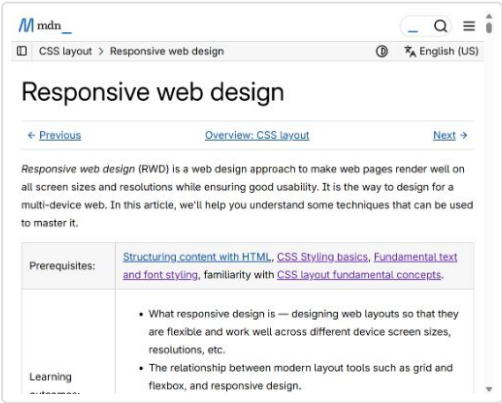 mdn_
CSS layout > Responsive web design
English (US)
Responsive web design
← Previous
Overview: CSS layout
Next →
Responsive web design (RWD) is a web design approach to make web pages render well on
all screen sizes and resolutions while ensuring good usability. It is the way to design for a
multi-device web. In this article, we'll help you understand some techniques that can be used
to master it.
Prerequisites:
Structuring content with HTML, CSS Styling basics, Fundamental text
and font styling, familiarity with CSS layout fundamental concepts.
• What responsive design is — designing web layouts so that they
are flexible and work well across different device screen sizes,
resolutions, etc.
• The relationship between modern layout tools such as grid and
flexbox, and responsive design.
Learning